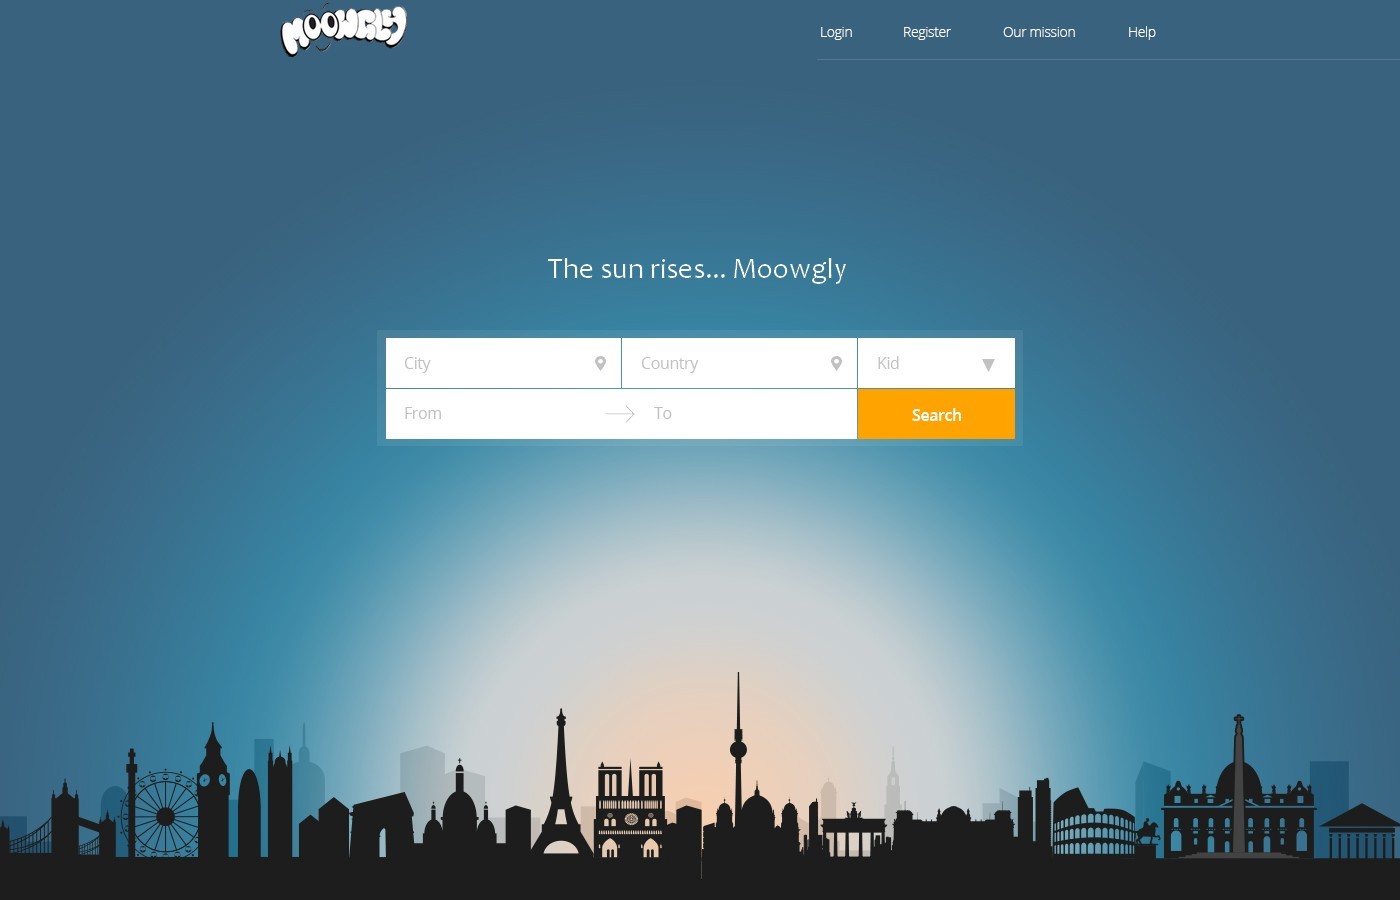 MOOWGLY
Login Register Our mission Help
The sun rises... Moowgly
City Country Kid
From To Search